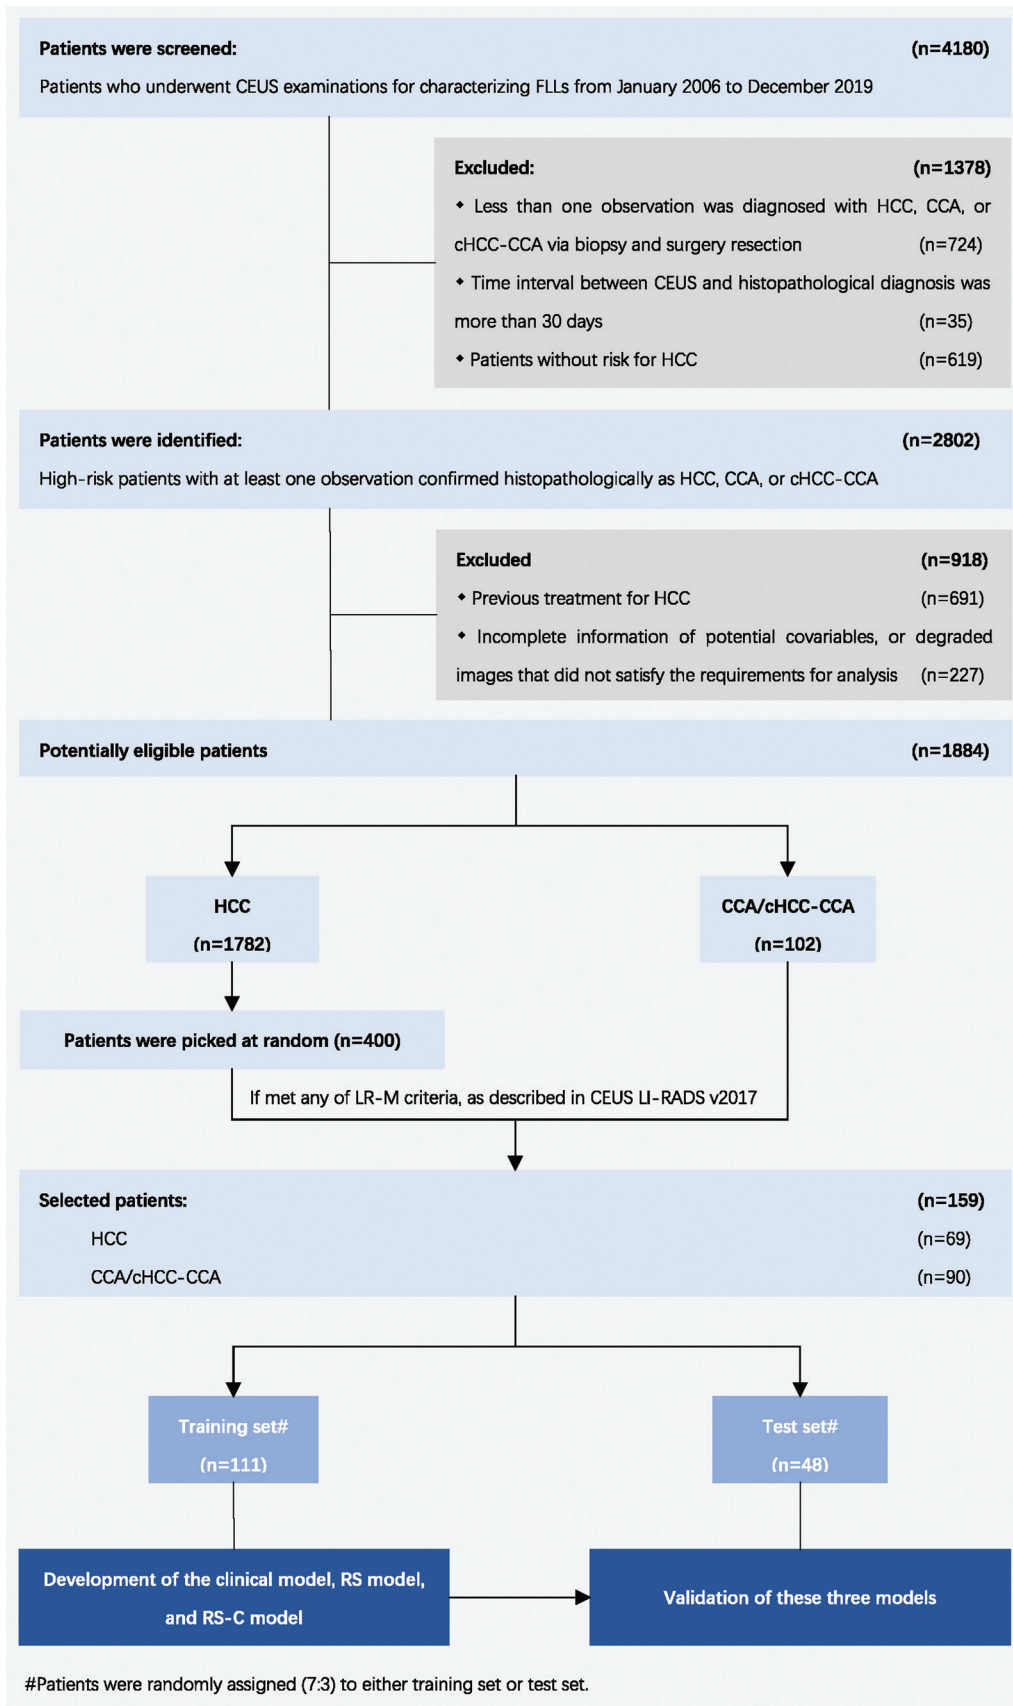 Patients were screened: (n=4180)
Patients who underwent CEUS examinations for characterizing FLLs from January 2006 to December 2019
Excluded: (n=1378)
◆ Less than one observation was diagnosed with HCC, CCA, or
cHCC-CCA via biopsy and surgery resection (n=724)
◆ Time interval between CEUS and histopathological diagnosis was
more than 30 days (n=35)
◆ Patients without risk for HCC (n=619)
Patients were identified: (n=2802)
High-risk patients with at least one observation confirmed histopathologically as HCC, CCA, or cHCC-CCA
Excluded (n=918)
◆ Previous treatment for HCC (n=691)
◆ Incomplete information of potential covariables, or degraded
images that did not satisfy the requirements for analysis (n=227)
Potentially eligible patients (n=1884)
HCC
(n=1782)
CCA/cHCC-CCA
(n=102)
Patients were picked at random (n=400)
If met any of LR-M criteria, as described in CEUS LI-RADS v2017
Selected patients: (n=159)
HCC (n=69)
CCA/cHCC-CCA (n=90)
Training set#
(n=111)
Test set#
(n=48)
Development of the clinical model, RS model,
and RS-C model
Validation of these three models
#Patients were randomly assigned (7:3) to either training set or test set.